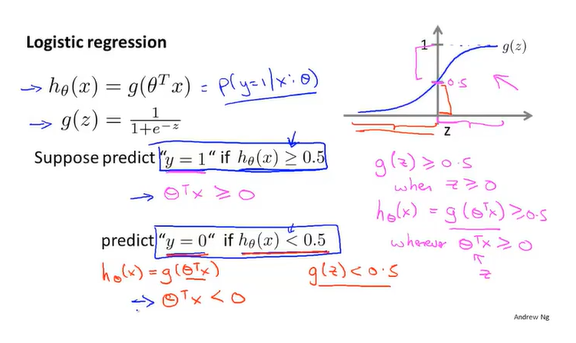 Logistic regression
→ hθ(x) = g(θᵀx) = P(y=1|x;θ)
→ g(z) = 1/(1+e⁻ᶻ)
Suppose predict "y = 1" if hθ(x) ≥ 0.5
→ θᵀx ≥ 0
predict "y = 0" if hθ(x) < 0.5
hθ(x) = g(θᵀx)
g(z) < 0.5
→ θᵀx < 0
1
g(z)
0.5
z
g(z) ≥ 0.5
when z ≥ 0
hθ(x) = g(θᵀx) ≥ 0.5
whenever θᵀx ≥ 0
z
Andrew Ng